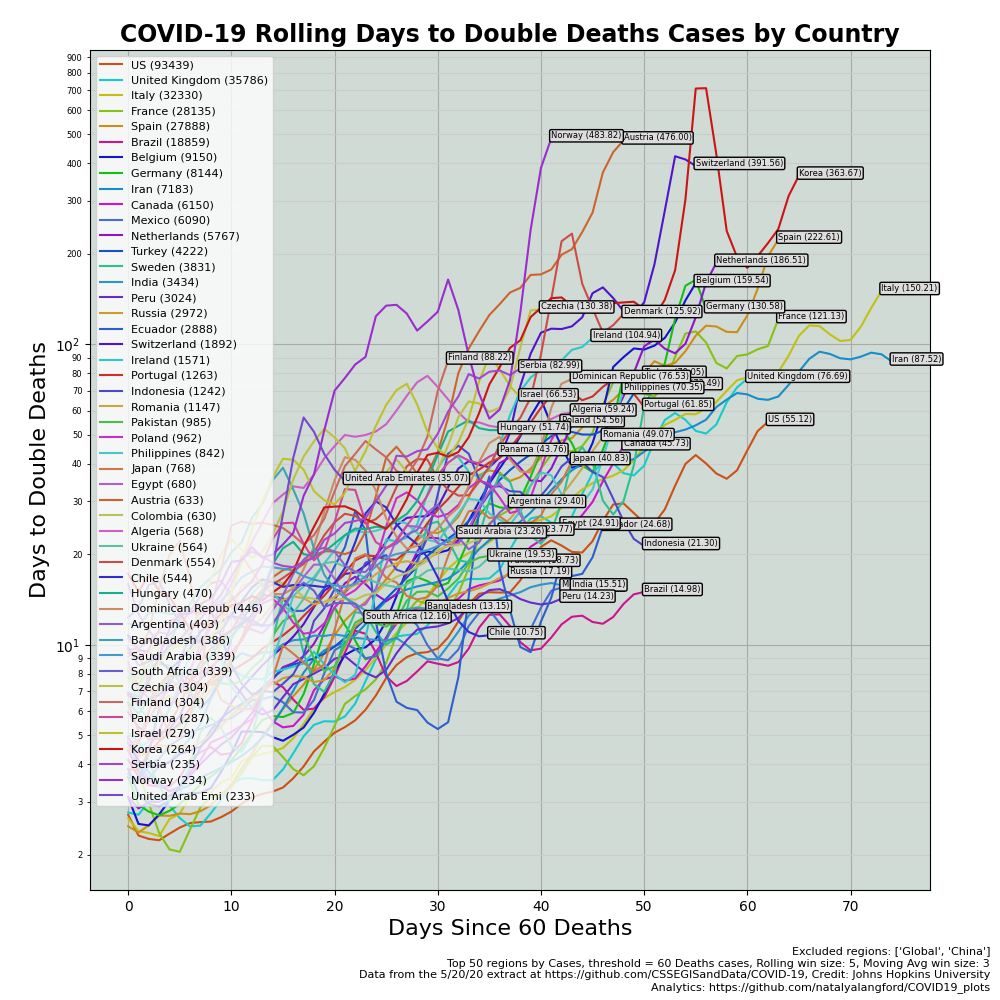 COVID-19 Rolling Days to Double Deaths Cases by Country
Days to Double Deaths
900
800
700
600
500
400
300
200
10²
90
80
70
60
50
40
30
20
10¹
9
8
7
6
5
4
3
2
US (93439)
United Kingdom (35786)
Italy (32330)
France (28135)
Spain (27888)
Brazil (18859)
Belgium (9150)
Germany (8144)
Iran (7183)
Canada (6150)
Mexico (6090)
Netherlands (5767)
Turkey (4222)
Sweden (3831)
India (3434)
Peru (3024)
Russia (2972)
Ecuador (2888)
Switzerland (1892)
Ireland (1571)
Portugal (1263)
Indonesia (1242)
Romania (1147)
Pakistan (985)
Poland (962)
Philippines (842)
Japan (768)
Egypt (680)
Austria (633)
Colombia (630)
Algeria (568)
Ukraine (564)
Denmark (554)
Chile (544)
Hungary (470)
Dominican Repub (446)
Argentina (403)
Bangladesh (386)
Saudi Arabia (339)
South Africa (339)
Czechia (304)
Finland (304)
Panama (287)
Israel (279)
Korea (264)
Serbia (235)
Norway (234)
United Arab Emi (233)
Norway (483.82)
Austria (476.00)
Switzerland (391.56)
Korea (363.67)
Spain (222.61)
Netherlands (186.51)
Belgium (159.54)
Italy (150.21)
Czechia (130.38)
Denmark (125.92)
Germany (130.58)
France (121.13)
Ireland (104.94)
Finland (88.22)
Serbia (82.99)
Iran (87.52)
Dominican Republic (76.53)
United Kingdom (76.69)
Philippines (70.35)
Israel (66.53)
Algeria (59.24)
Portugal (61.85)
Poland (54.56)
US (55.12)
Hungary (51.74)
Romania (49.07)
Canada (45.73)
Panama (43.76)
Japan (40.83)
United Arab Emirates (35.07)
Argentina (29.40)
Saudi Arabia (23.26)
23.77)
Egypt (24.91)
ador (24.68)
Indonesia (21.30)
Ukraine (19.53)
18.73)
Russia (17.19)
India (15.51)
Peru (14.23)
Brazil (14.98)
Bangladesh (13.15)
South Africa (12.16)
Chile (10.75)
0 10 20 30 40 50 60 70
Days Since 60 Deaths
Excluded regions: ['Global', 'China']
Top 50 regions by Cases, threshold = 60 Deaths cases, Rolling win size: 5, Moving Avg win size: 3
Data from the 5/20/20 extract at https://github.com/CSSEGISandData/COVID-19, Credit: Johns Hopkins University
Analytics: https://github.com/natalyalangford/COVID19_plots